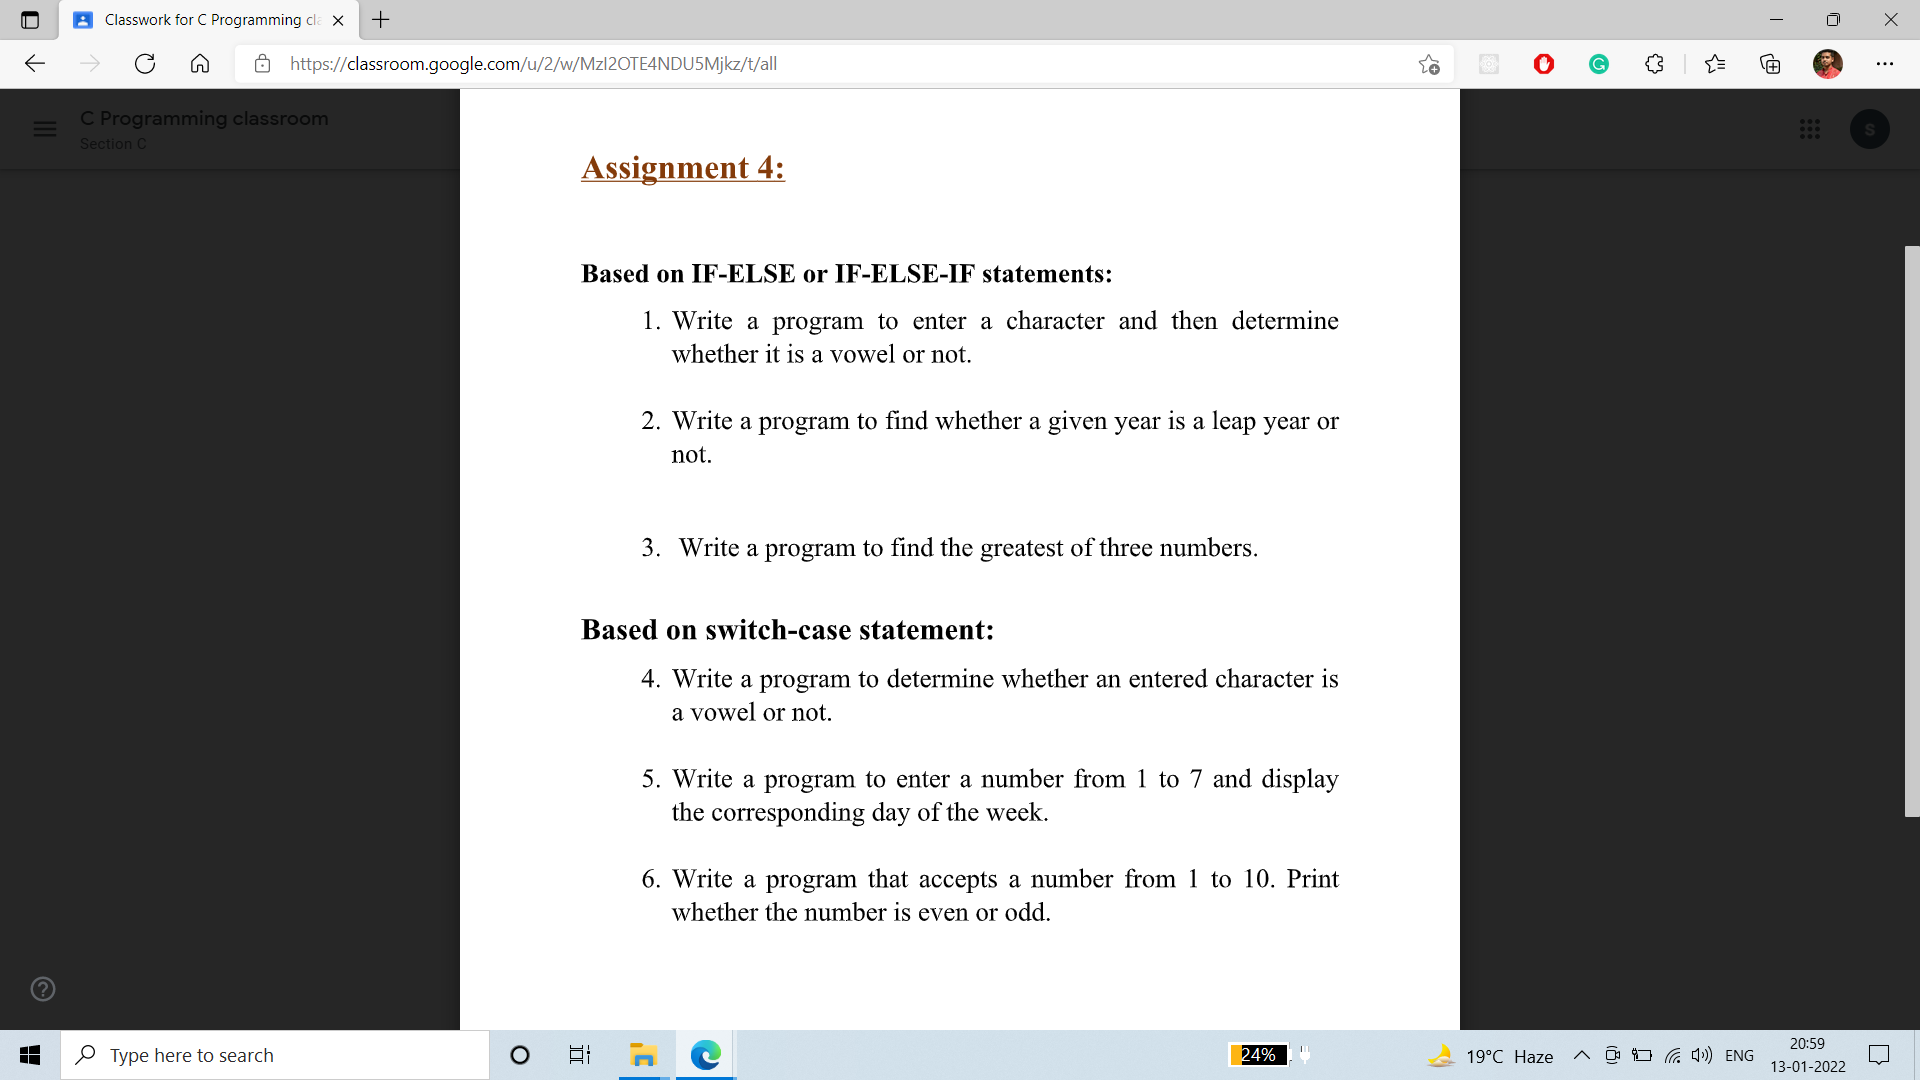 Classwork for C Programming cl
https://classroom.google.com/u/2/w/MzI2OTE4NDU5Mjkz/t/all
C Programming classroom
Section C
S
Assignment 4:
Based on IF-ELSE or IF-ELSE-IF statements:
1. Write a program to enter a character and then determine
whether it is a vowel or not.
2. Write a program to find whether a given year is a leap year or
not.
3. Write a program to find the greatest of three numbers.
Based on switch-case statement:
4. Write a program to determine whether an entered character is
a vowel or not.
5. Write a program to enter a number from 1 to 7 and display
the corresponding day of the week.
6. Write a program that accepts a number from 1 to 10. Print
whether the number is even or odd.
Type here to search
24%
19°C Haze
ENG
20:59
13-01-2022